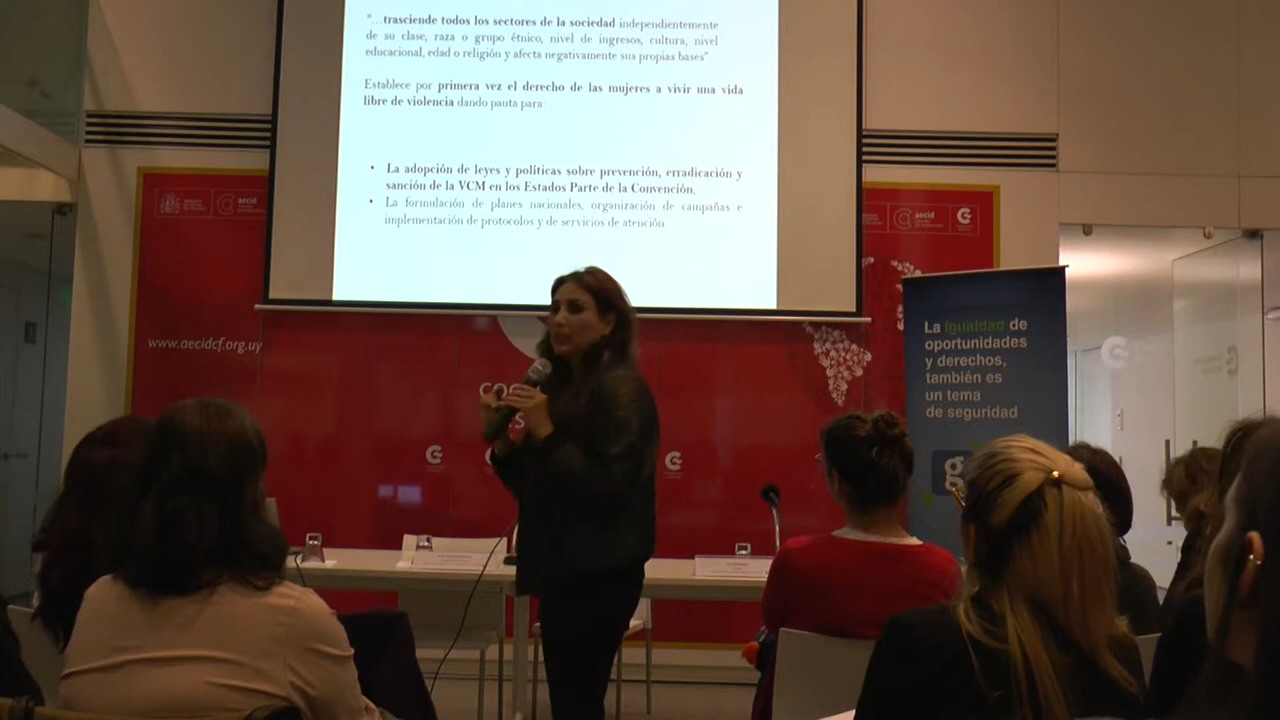 "...trasciende todos los sectores de la sociedad independientemente
de su clase, raza o grupo étnico, nivel de ingresos, cultura, nivel
educacional, edad o religión y afecta negativamente sus propias bases"
Establece por primera vez el derecho de las mujeres a vivir una vida
libre de violencia dando pauta para:
• La adopción de leyes y políticas sobre prevención, erradicación y
sanción de la VCM en los Estados Parte de la Convención,
• La formulación de planes nacionales, organización de campañas e
implementación de protocolos y de servicios de atención.
aecid
aecid
www.aecidcf.org.uy
La igualdad de
oportunidades
y derechos,
también es
un tema
de seguridad
g